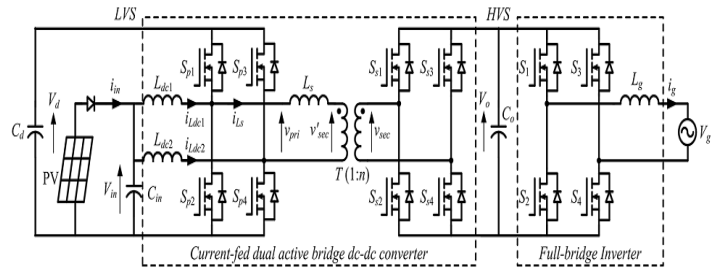 LVS
HVS
S_p1
S_p3
S_s1
S_s3
S_1
S_3
i_in
L_dc1
i_Ldc1
L_s
i_Ls
L_g
i_g
V_d
C_d
PV
V_in
C_in
L_dc2
i_Ldc2
v_pri
v'_sec
v_sec
V_o
C_o
V_g
T (1:n)
S_p2
S_p4
S_s2
S_s4
S_2
S_4
Current-fed dual active bridge dc-dc converter
Full-bridge Inverter